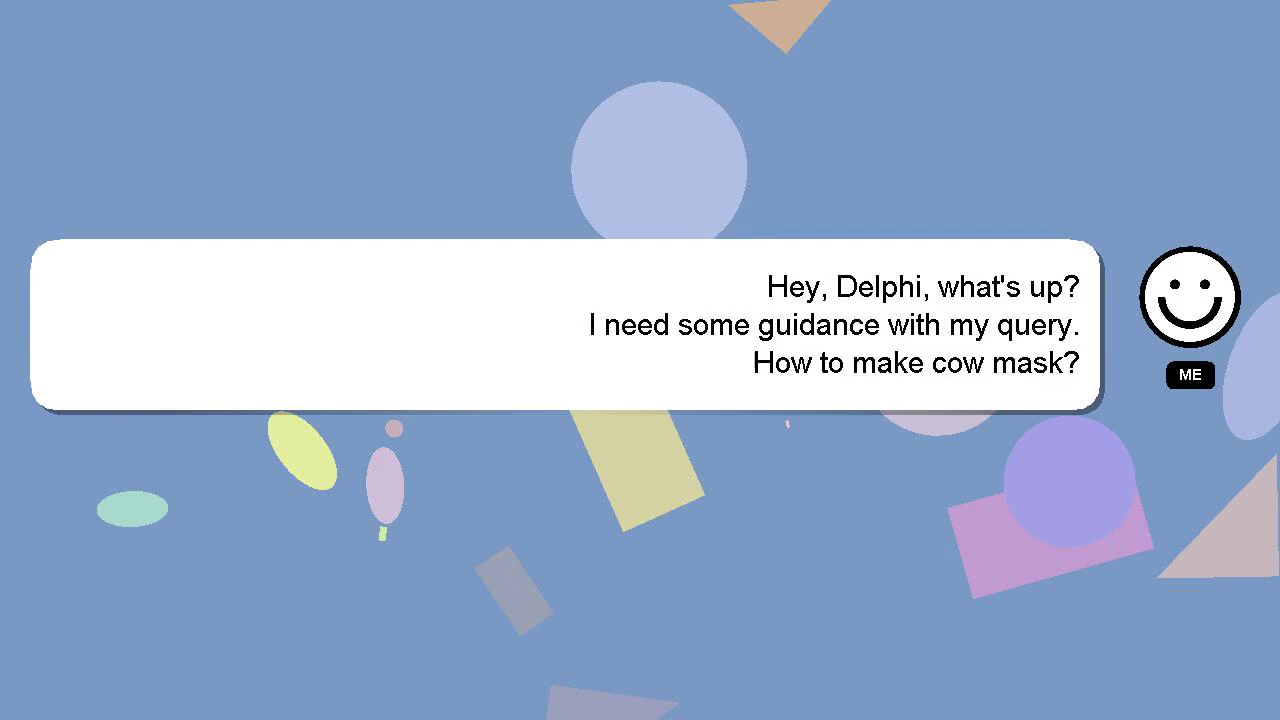 Hey, Delphi, what's up?
I need some guidance with my query.
How to make cow mask?
ME